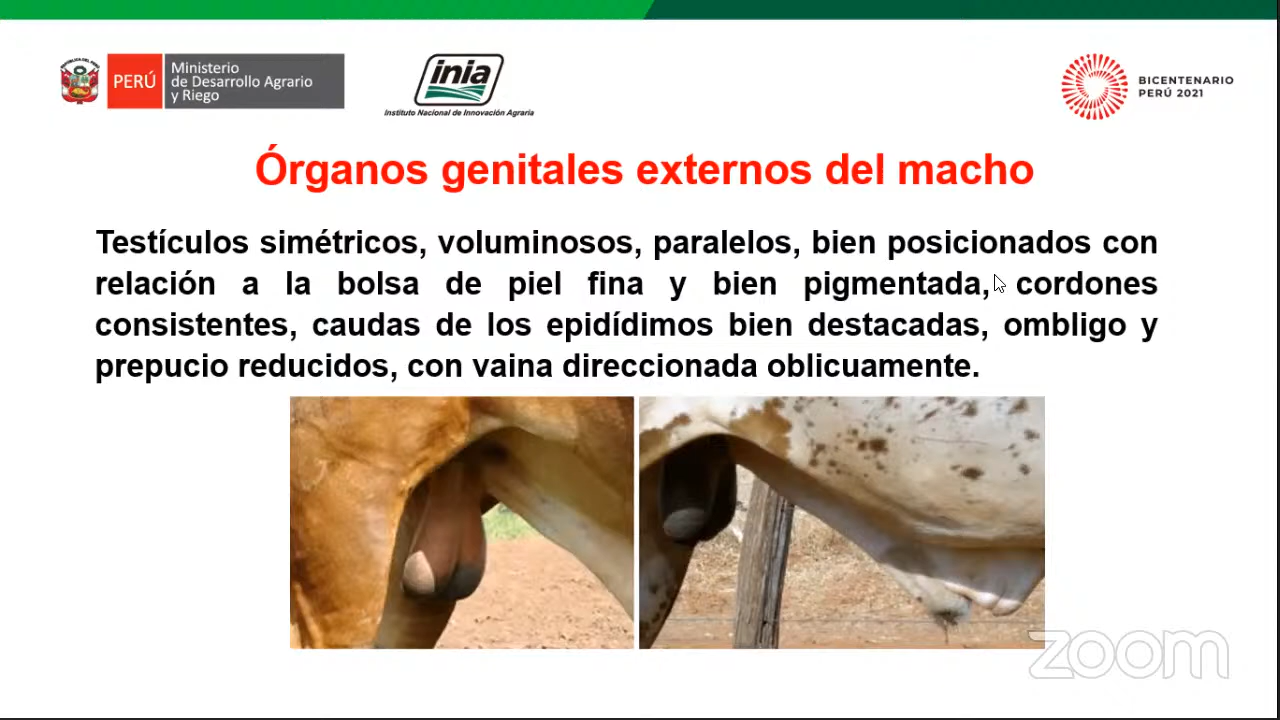 PERÚ
Ministerio
de Desarrollo Agrario
y Riego
inia
Instituto Nacional de Innovación Agraria
BICENTENARIO
PERÚ 2021
Órganos genitales externos del macho
Testículos simétricos, voluminosos, paralelos, bien posicionados con
relación a la bolsa de piel fina y bien pigmentada, cordones
consistentes, caudas de los epidídimos bien destacadas, ombligo y
prepucio reducidos, con vaina direccionada oblicuamente.
zoom